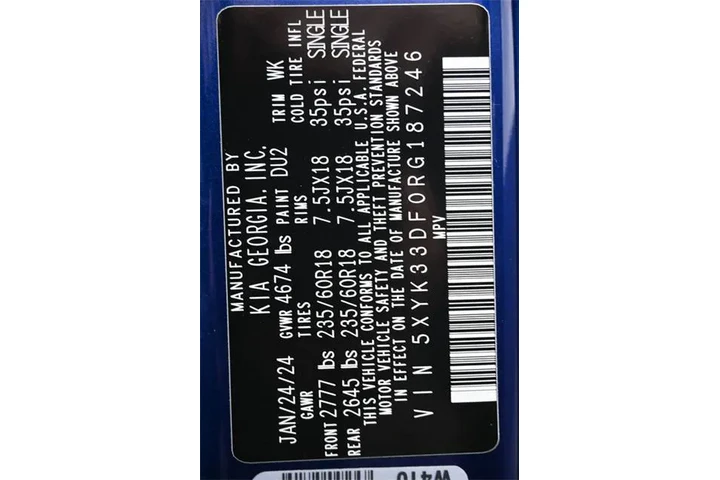 MANUFACTURED BY
KIA GEORGIA, INC.
JAN/24/24 GVWR 4674 lbs PAINT DU2 TRIM WK
GAWR TIRES RIMS COLD TIRE INFL
FRONT 2777 lbs 235/60R18 7.5JX18 35psi SINGLE
REAR 2645 lbs 235/60R18 7.5JX18 35psi SINGLE
THIS VEHICLE CONFORMS TO ALL APPLICABLE U.S.A. FEDERAL
MOTOR VEHICLE SAFETY AND THEFT PREVENTION STANDARDS
IN EFFECT ON THE DATE OF MANUFACTURE SHOWN ABOVE
VIN 5XYK33DF0RG187246
MPV